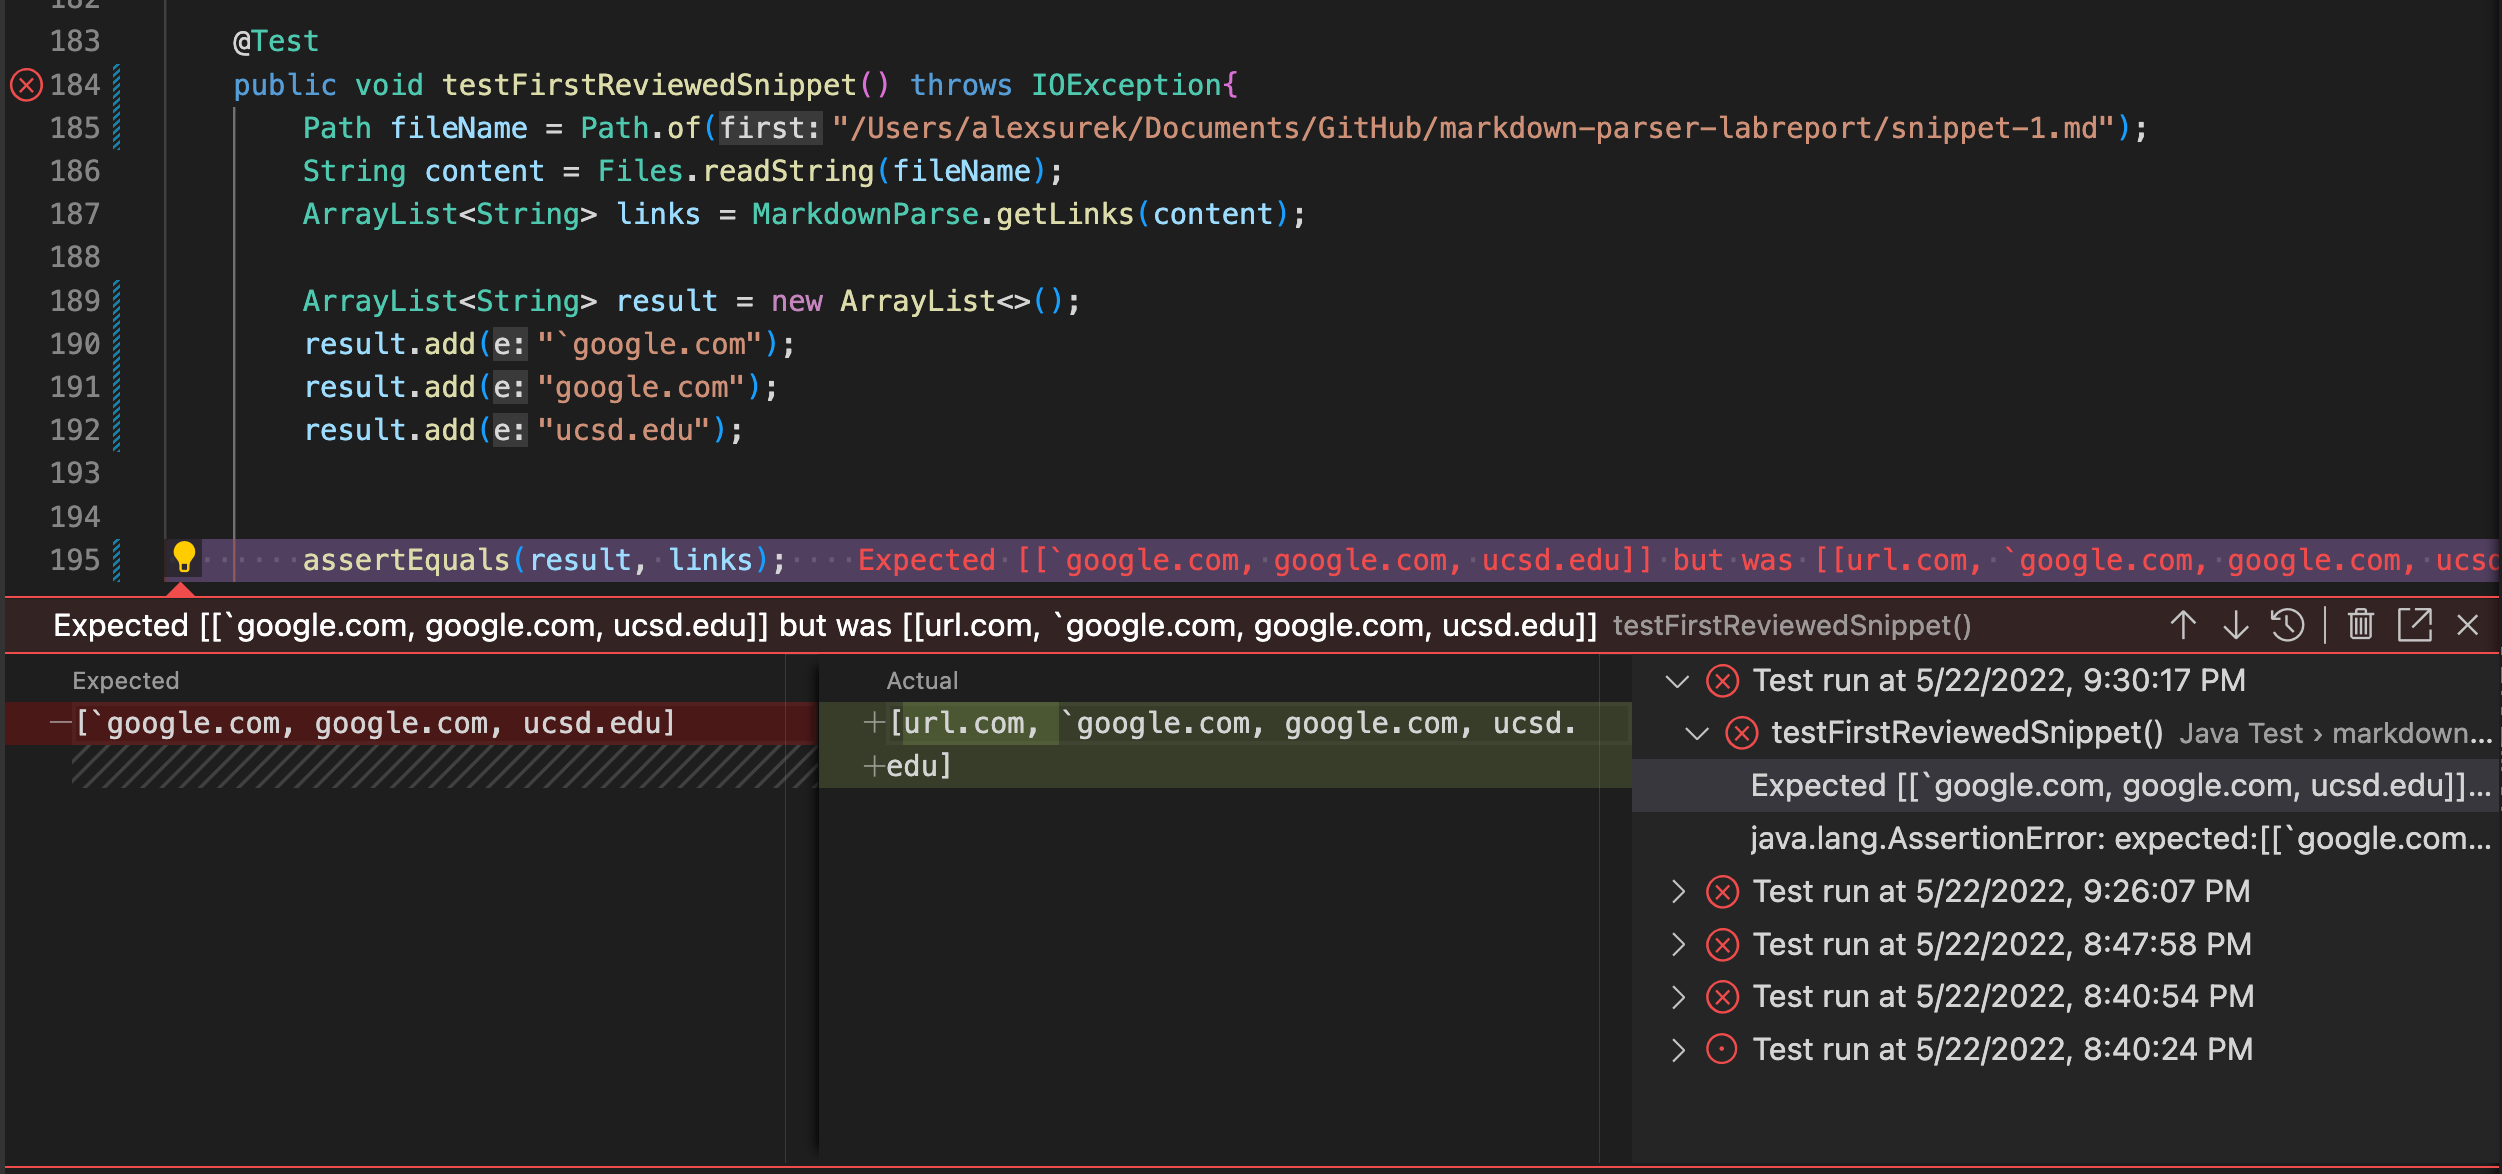 182
183 @Test
184 public void testFirstReviewedSnippet() throws IOException{
185 Path fileName = Path.of(first: "/Users/alexsurek/Documents/GitHub/markdown-parser-labreport/snippet-1.md");
186 String content = Files.readString(fileName);
187 ArrayList<String> links = MarkdownParse.getLinks(content);
188
189 ArrayList<String> result = new ArrayList<>();
190 result.add(e: "`google.com");
191 result.add(e: "google.com");
192 result.add(e: "ucsd.edu");
193
194
195 assertEquals(result, links); Expected [[`google.com, google.com, ucsd.edu]] but was [[url.com, `google.com, google.com, ucsd
Expected [[`google.com, google.com, ucsd.edu]] but was [[url.com, `google.com, google.com, ucsd.edu]] testFirstReviewedSnippet()
Expected
−[`google.com, google.com, ucsd.edu]
Actual
+[url.com, `google.com, google.com, ucsd.
+edu]
Test run at 5/22/2022, 9:30:17 PM
testFirstReviewedSnippet() Java Test › markdown...
Expected [[`google.com, google.com, ucsd.edu]]...
java.lang.AssertionError: expected:[[`google.com...
Test run at 5/22/2022, 9:26:07 PM
Test run at 5/22/2022, 8:47:58 PM
Test run at 5/22/2022, 8:40:54 PM
Test run at 5/22/2022, 8:40:24 PM